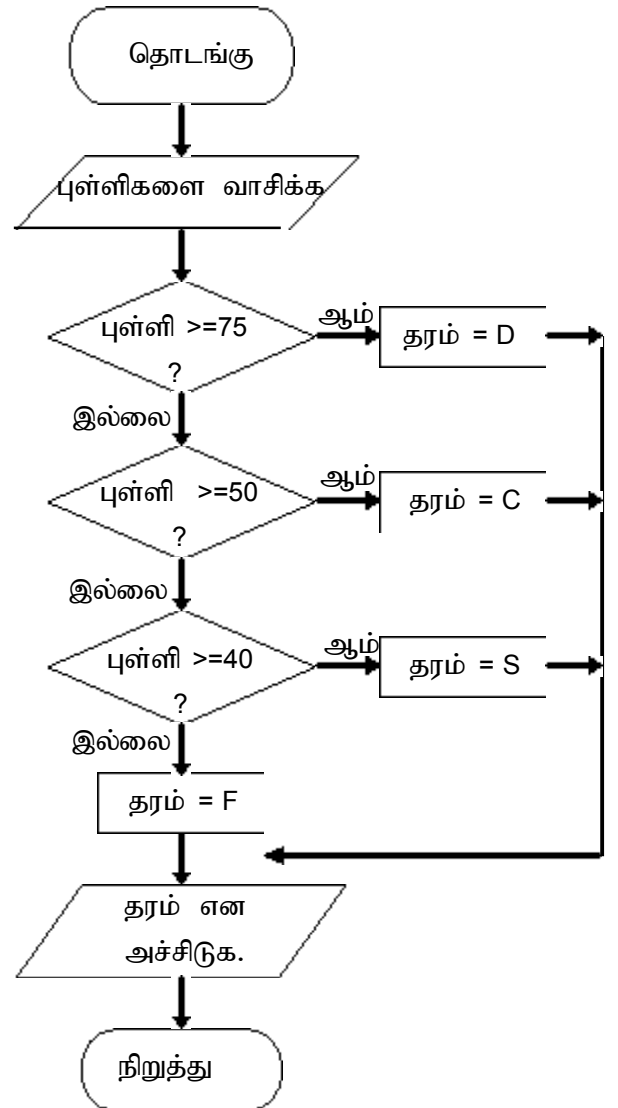 தொடங்கு
புள்ளிகளை வாசிக்க
புள்ளி >=75
?
ஆம்
தரம் = D
இல்லை
புள்ளி >=50
?
ஆம்
தரம் = C
இல்லை
புள்ளி >=40
?
ஆம்
தரம் = S
இல்லை
தரம் = F
தரம் என
அச்சிடுக.
நிறுத்து